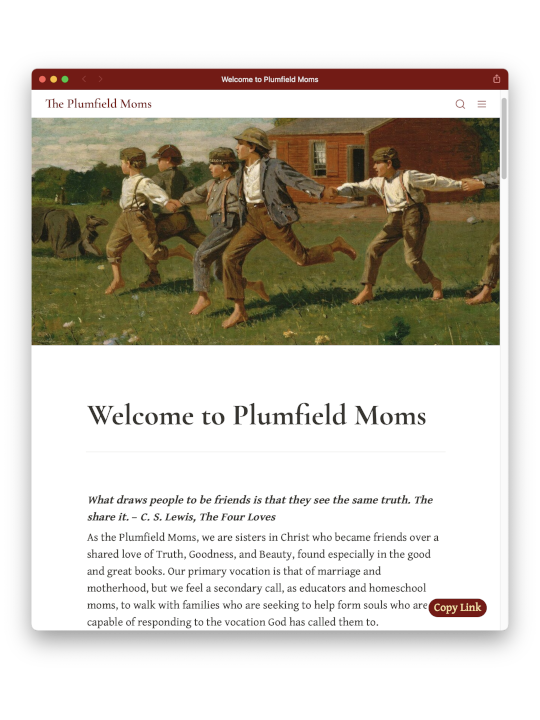 Welcome to Plumfield Moms
The Plumfield Moms
Welcome to Plumfield Moms
What draws people to be friends is that they see the same truth. The
share it. – C. S. Lewis, The Four Loves
As the Plumfield Moms, we are sisters in Christ who became friends over a
shared love of Truth, Goodness, and Beauty, found especially in the good
and great books. Our primary vocation is that of marriage and
motherhood, but we feel a secondary call, as educators and homeschool
moms, to walk with families who are seeking to help form souls who are
Copy Link
capable of responding to the vocation God has called them to.